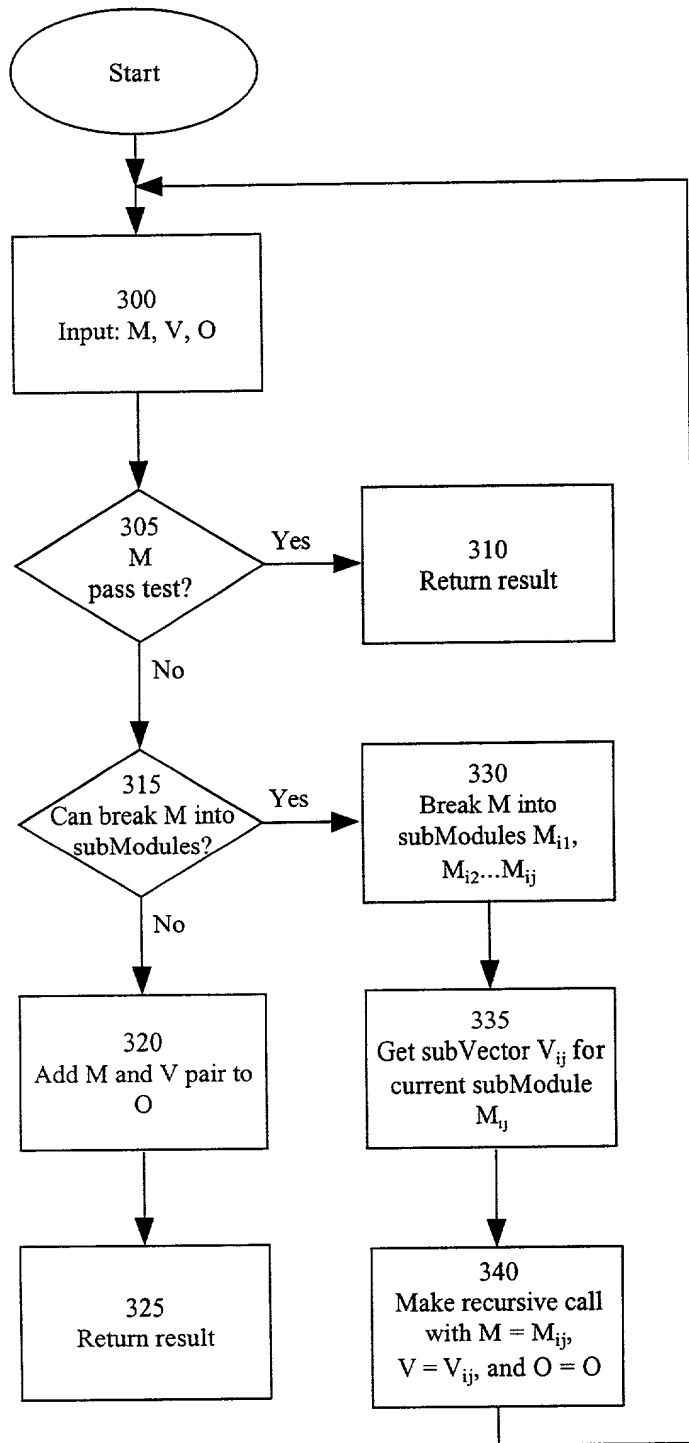 Start
300
Input: M, V, O
305
M
pass test?
Yes
310
Return result
No
315
Can break M into
subModules?
Yes
330
Break M into
subModules Mi1,
Mi2...Mij
No
320
Add M and V pair to
O
335
Get subVector Vij for
current subModule
Mij
325
Return result
340
Make recursive call
with M = Mij,
V = Vij, and O = O